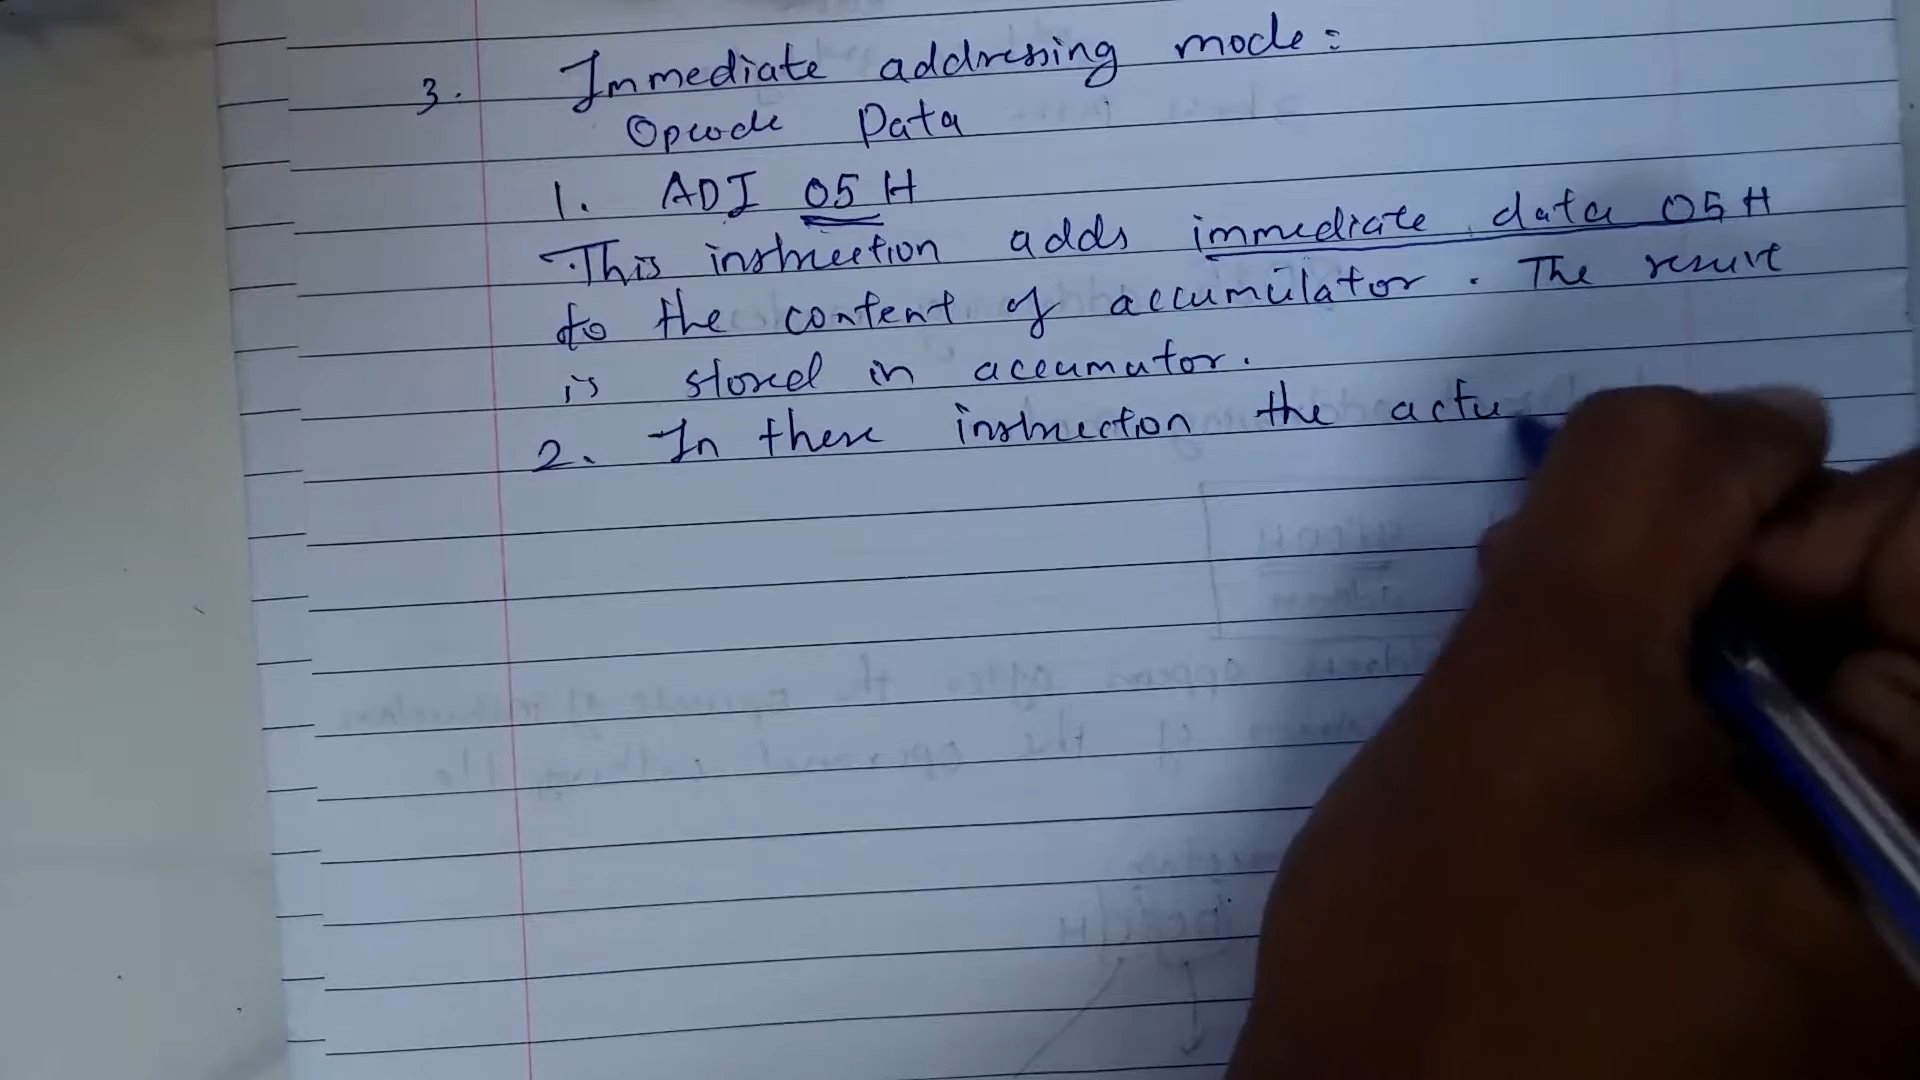 3. Immediate addressing mode:
Opcode Data
1. ADI 05 H
This instruction adds immediate data 05 H
to the content of accumulator. The result
is stored in accumutor.
2. In these instruction the actu